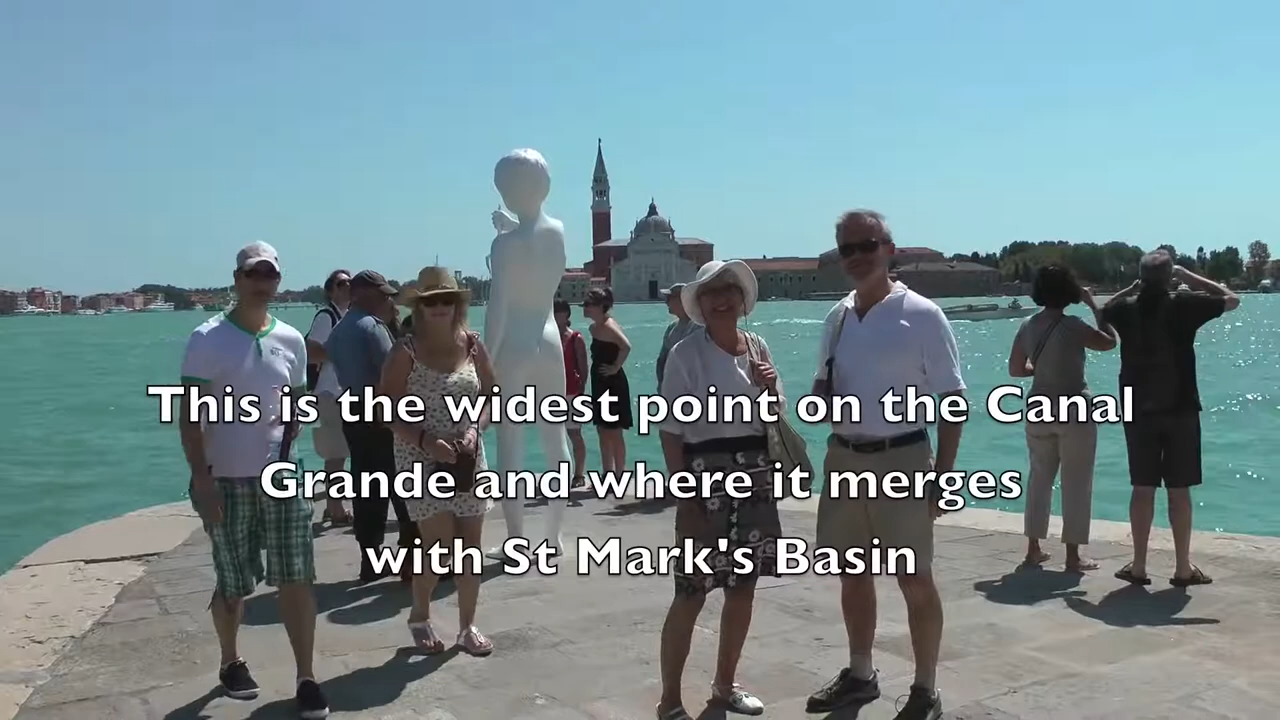 This is the widest point on the Canal
Grande and where it merges
with St Mark's Basin